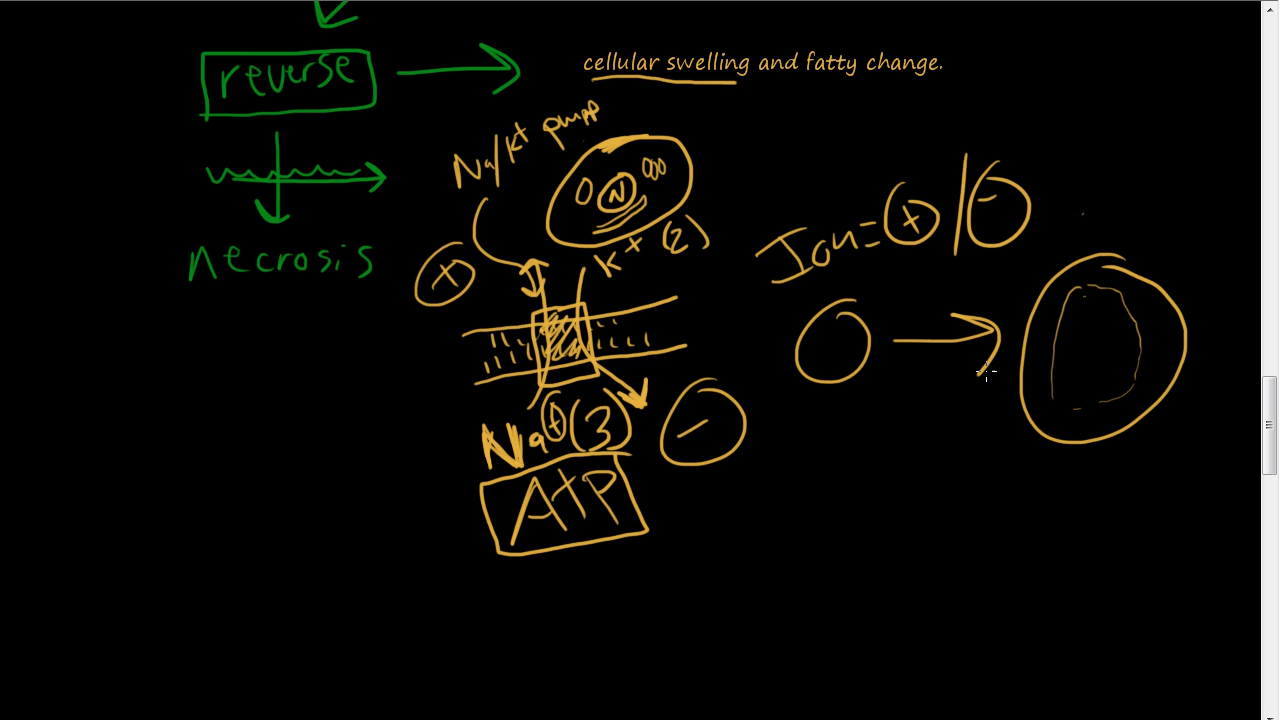 reverse
cellular swelling and fatty change.
Na/K+ pump
N
necrosis
K+ (2)
Ion = + / -
+
Na+ (3)
-
ATP